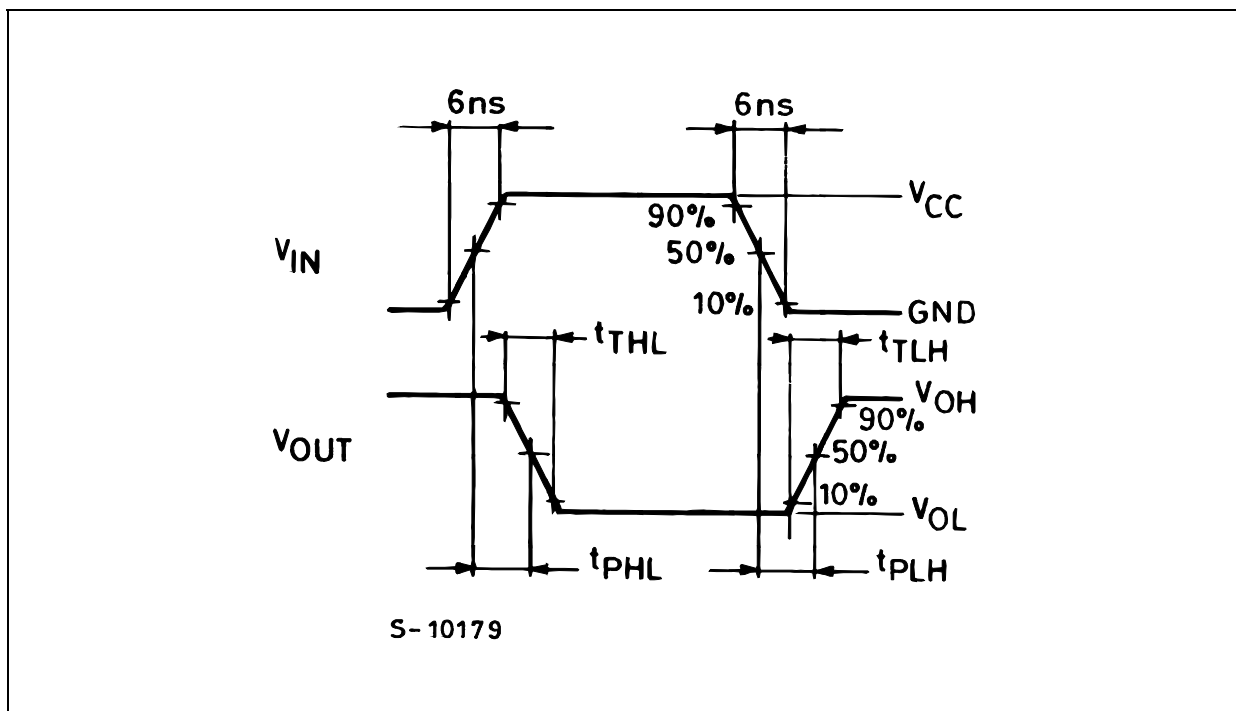 6ns 6ns
VCC
90%
VIN 50%
10%
GND
tTHL tTLH
VOH
90%
VOUT 50%
10%
VOL
tPHL tPLH
S-10179